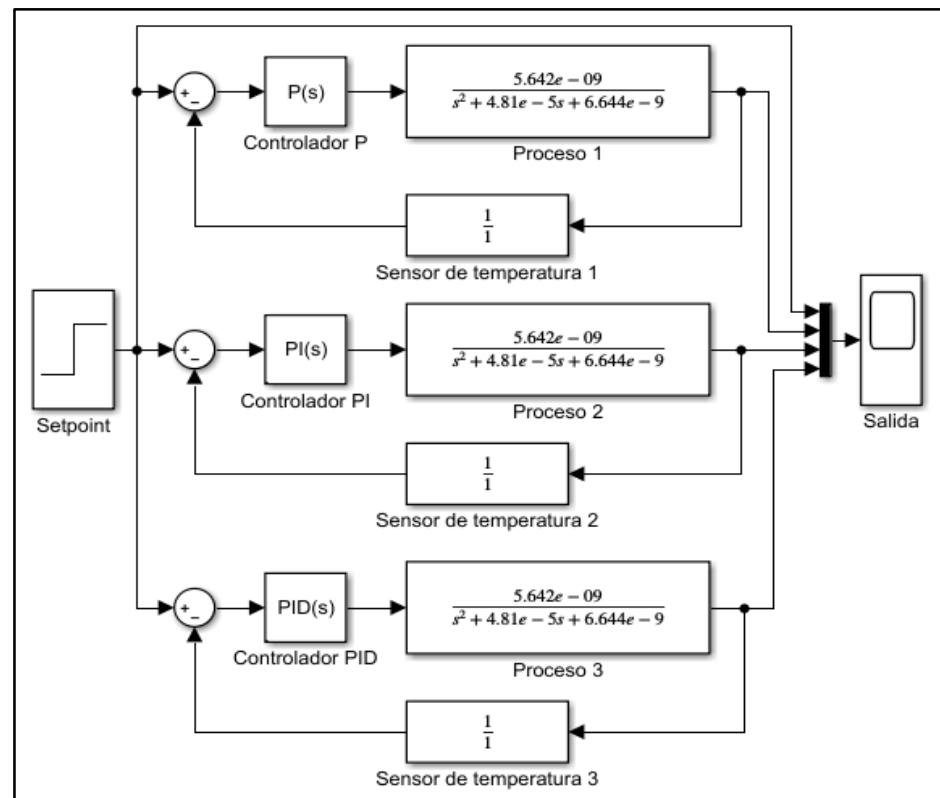 5.642e − 09
s² + 4.81e − 5s + 6.644e − 9
+
−
P(s)
Controlador P
Proceso 1
1
1
Sensor de temperatura 1
5.642e − 09
s² + 4.81e − 5s + 6.644e − 9
+
−
PI(s)
Controlador PI
Proceso 2
Setpoint
Salida
1
1
Sensor de temperatura 2
5.642e − 09
s² + 4.81e − 5s + 6.644e − 9
+
−
PID(s)
Controlador PID
Proceso 3
1
1
Sensor de temperatura 3